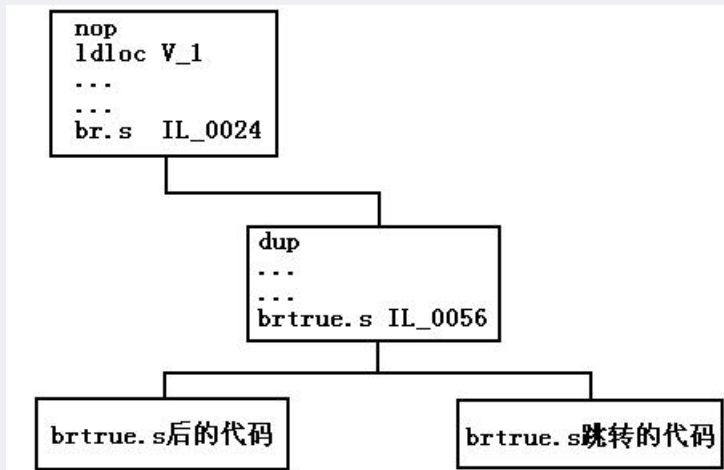 nop
ldloc V_1
...
...
br.s IL_0024
dup
...
...
brtrue.s IL_0056
brtrue.s后的代码
brtrue.s跳转的代码